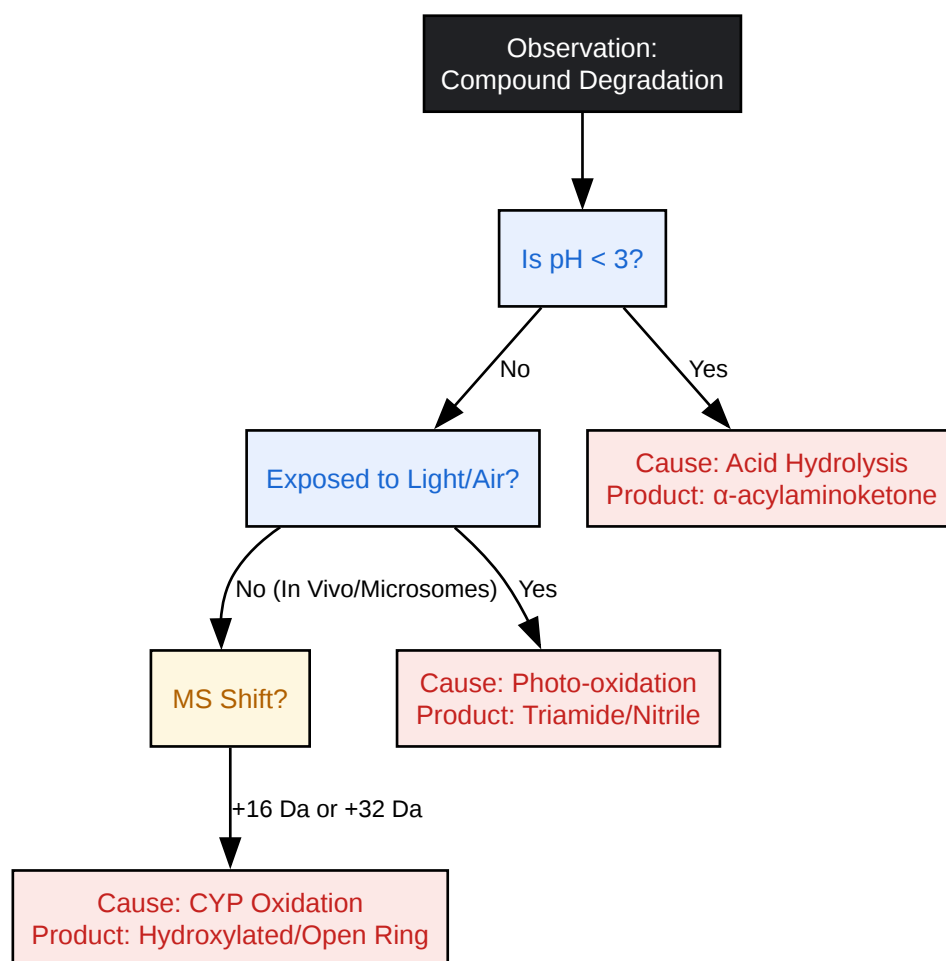 Observation:
Compound Degradation
Is pH < 3?
No
Yes
Exposed to Light/Air?
Cause: Acid Hydrolysis
Product: α-acylaminoketone
No (In Vivo/Microsomes)
Yes
MS Shift?
Cause: Photo-oxidation
Product: Triamide/Nitrile
+16 Da or +32 Da
Cause: CYP Oxidation
Product: Hydroxylated/Open Ring